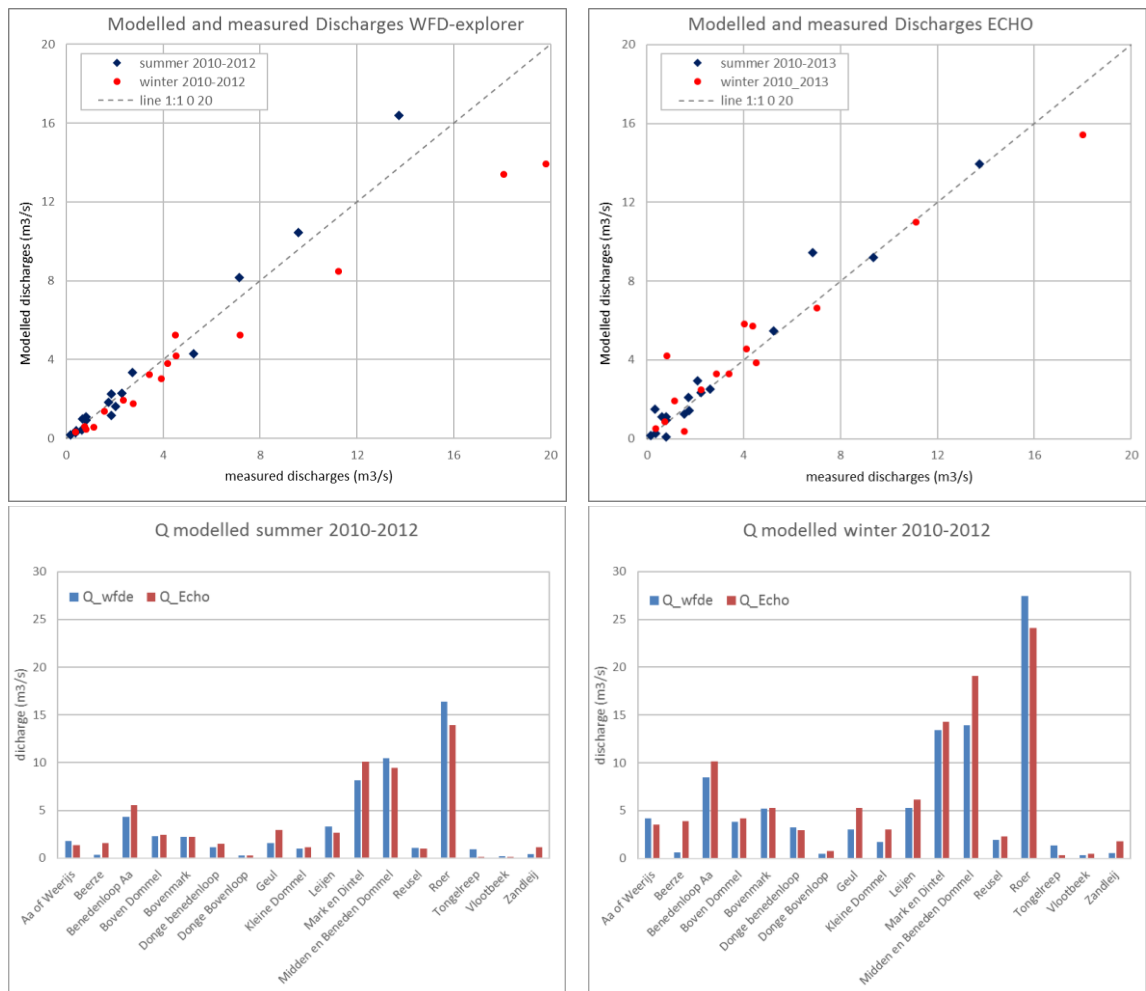 Modelled and measured Discharges WFD-explorer
summer 2010-2012
winter 2010-2012
line 1:1 0 20
20
16
12
8
4
0
0 4 8 12 16 20
Modelled discharges (m3/s)
measured discharges (m3/s)
Modelled and measured Discharges ECHO
summer 2010-2013
winter 2010_2013
line 1:1 0 20
20
16
12
8
4
0
0 4 8 12 16 20
Modelled discharges (m3/s)
measured discharges (m3/s)
Q modelled summer 2010-2012
Q_wfde Q_Echo
30
25
20
15
10
5
0
dicharge (m3/s)
Aa of Weerijs
Beerze
Benedenloop Aa
Boven Dommel
Bovenmark
Donge benedenloop
Donge Bovenloop
Geul
Kleine Dommel
Leijen
Mark en Dintel
Midden en Beneden Dommel
Reusel
Roer
Tongelreep
Vlootbeek
Zandleij
Q modelled winter 2010-2012
Q_wfde Q_Echo
30
25
20
15
10
5
0
discharge (m3/s)
Aa of Weerijs
Beerze
Benedenloop Aa
Boven Dommel
Bovenmark
Donge benedenloop
Donge Bovenloop
Geul
Kleine Dommel
Leijen
Mark en Dintel
Midden en Beneden Dommel
Reusel
Roer
Tongelreep
Vlootbeek
Zandleij